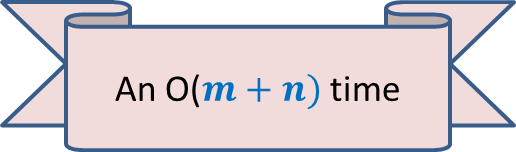 An O(m + n) time